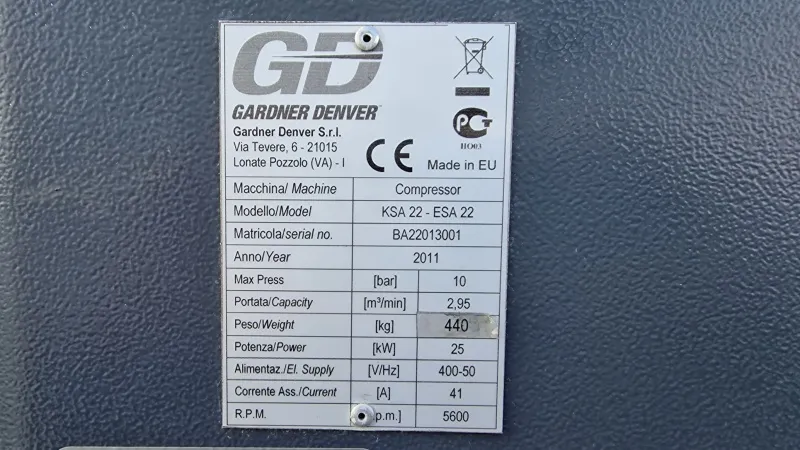 GD
GARDNER DENVER
Gardner Denver S.r.l.
Via Tevere, 6 - 21015
Lonate Pozzolo (VA) - I
CE
Made in EU
РСТ
HO03
Macchina/ Machine Compressor
Modello/Model KSA 22 - ESA 22
Matricola/serial no. BA22013001
Anno/Year 2011
Max Press [bar] 10
Portata/Capacity [m³/min] 2,95
Peso/Weight [kg] 440
Potenza/Power [kW] 25
Alimentaz./El. Supply [V/Hz] 400-50
Corrente Ass./Current [A] 41
R.P.M. p.m.] 5600